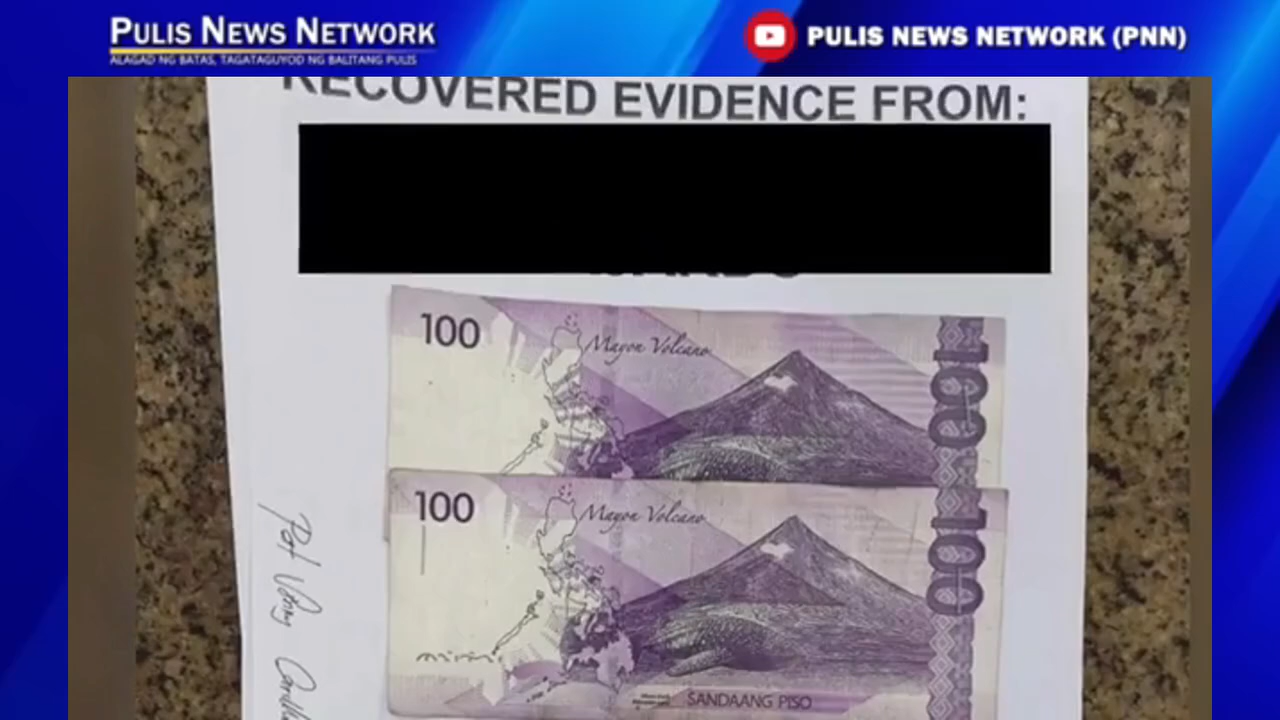 PULIS NEWS NETWORK
ALAGAD NG BATAS, TAGATAGUYOD NG BALITANG PULIS
PULIS NEWS NETWORK (PNN)
RECOVERED EVIDENCE FROM:
100
Mayon Volcano
100
100
Mayon Volcano
100
SANDAANG PISO